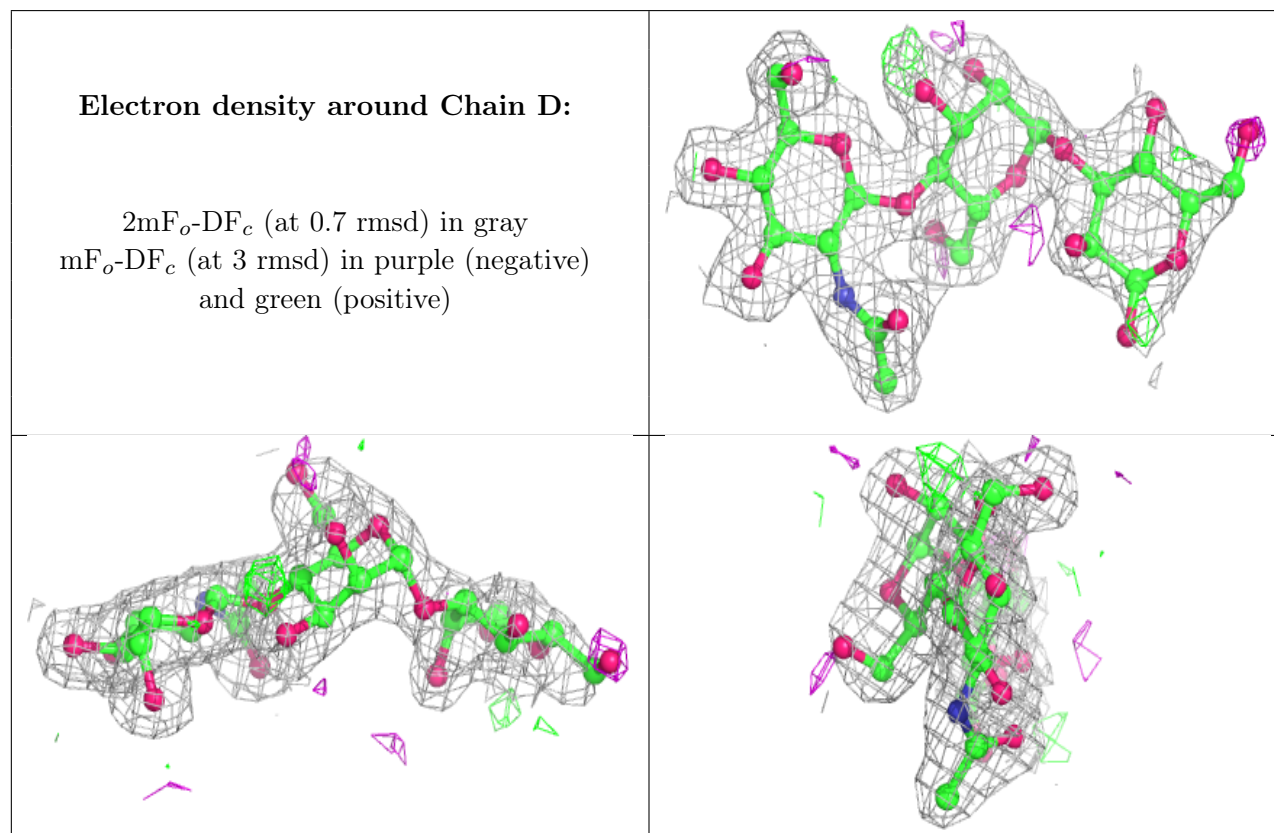 Electron density around Chain D:
2mFo-DFc (at 0.7 rmsd) in gray
mFo-DFc (at 3 rmsd) in purple (negative)
and green (positive)